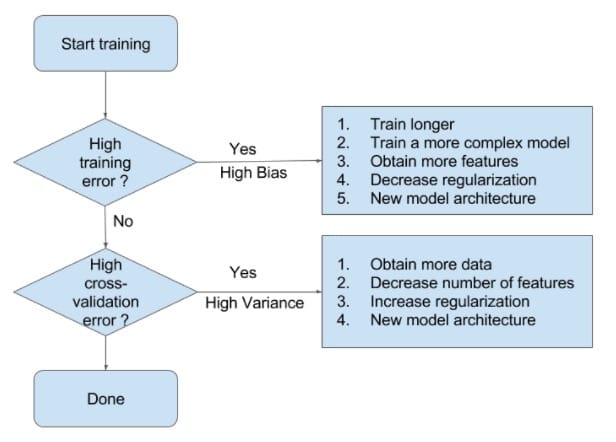 Start training
High
training
error ?
Yes
High Bias
1. Train longer
2. Train a more complex model
3. Obtain more features
4. Decrease regularization
5. New model architecture
No
High
cross-
validation
error ?
Yes
High Variance
1. Obtain more data
2. Decrease number of features
3. Increase regularization
4. New model architecture
Done